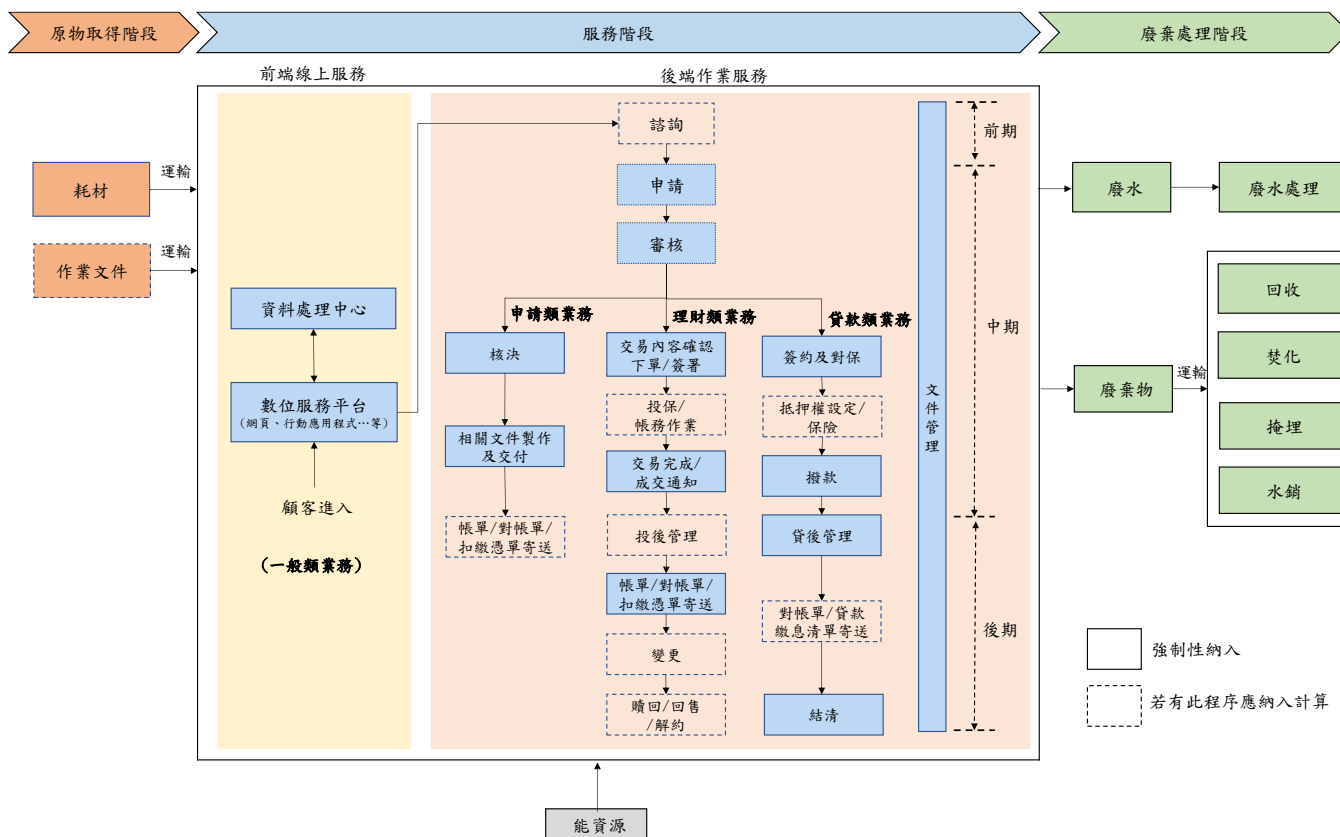 原物取得階段
服務階段
廢棄處理階段
前端線上服務
後端作業服務
耗材
運輸
作業文件
運輸
資料處理中心
數位服務平台
(網頁、行動應用程式…等)
顧客進入
(一般類業務)
諮詢
申請
審核
申請類業務
理財類業務
貸款類業務
核決
相關文件製作
及交付
帳單/對帳單/
扣繳憑單寄送
交易內容確認
下單/簽署
投保/
帳務作業
交易完成/
成交通知
投後管理
帳單/對帳單/
扣繳憑單寄送
變更
贖回/回售
/解約
簽約及對保
抵押權設定/
保險
撥款
貸後管理
對帳單/貸款
繳息清單寄送
結清
文件管理
前期
中期
後期
廢水
廢水處理
廢棄物
運輸
回收
焚化
掩埋
水銷
強制性納入
若有此程序應納入計算
能資源